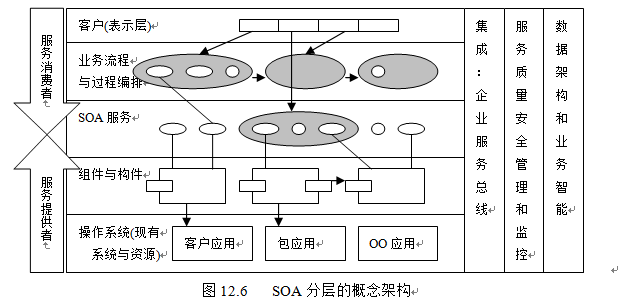 服务消费者
服务提供者
客户(表示层)
业务流程
与过程编排
SOA 服务
组件与构件
操作系统(现有
系统与资源)
客户应用
包应用
OO 应用
集成：企业服务总线
服务质量安全管理和监控
数据架构和业务智能
图 12.6 SOA 分层的概念架构